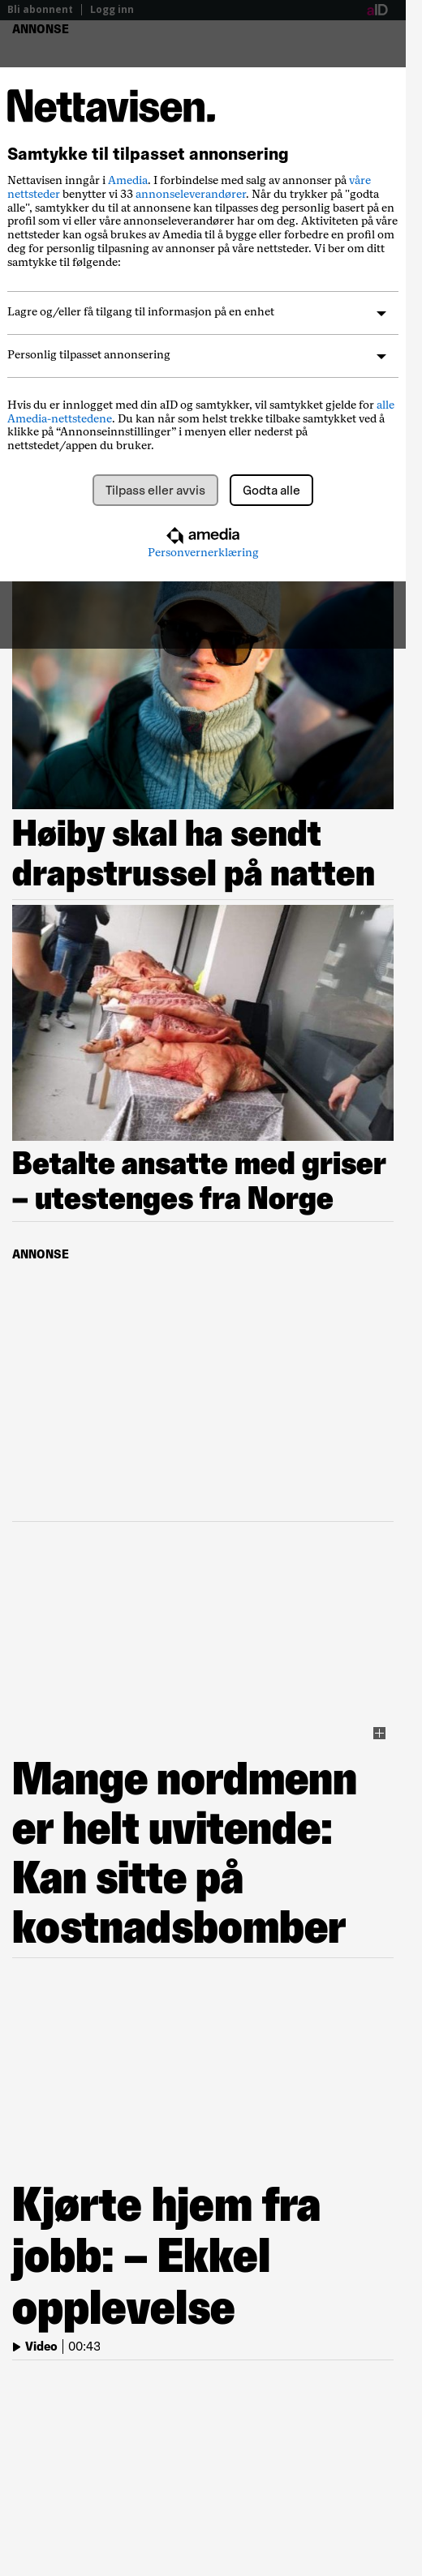 Bli abonnent | Logg inn
aID
ANNONSE
Nettavisen.
Samtykke til tilpasset annonsering
Nettavisen inngår i Amedia. I forbindelse med salg av annonser på våre
nettsteder benytter vi 33 annonseleverandører. Når du trykker på "godta
alle", samtykker du til at annonsene kan tilpasses deg personlig basert på en
profil som vi eller våre annonseleverandører har om deg. Aktiviteten på våre
nettsteder kan også brukes av Amedia til å bygge eller forbedre en profil om
deg for personlig tilpasning av annonser på våre nettsteder. Vi ber om ditt
samtykke til følgende:
Lagre og/eller få tilgang til informasjon på en enhet
Personlig tilpasset annonsering
Hvis du er innlogget med din aID og samtykker, vil samtykket gjelde for alle
Amedia-nettstedene. Du kan når som helst trekke tilbake samtykket ved å
klikke på “Annonseinnstillinger” i menyen eller nederst på
nettstedet/appen du bruker.
Tilpass eller avvis
Godta alle
amedia
Personvernerklæring
Høiby skal ha sendt
drapstrussel på natten
Betalte ansatte med griser
– utestenges fra Norge
ANNONSE
Mange nordmenn
er helt uvitende:
Kan sitte på
kostnadsbomber
Kjørte hjem fra
jobb: – Ekkel
opplevelse
Video | 00:43